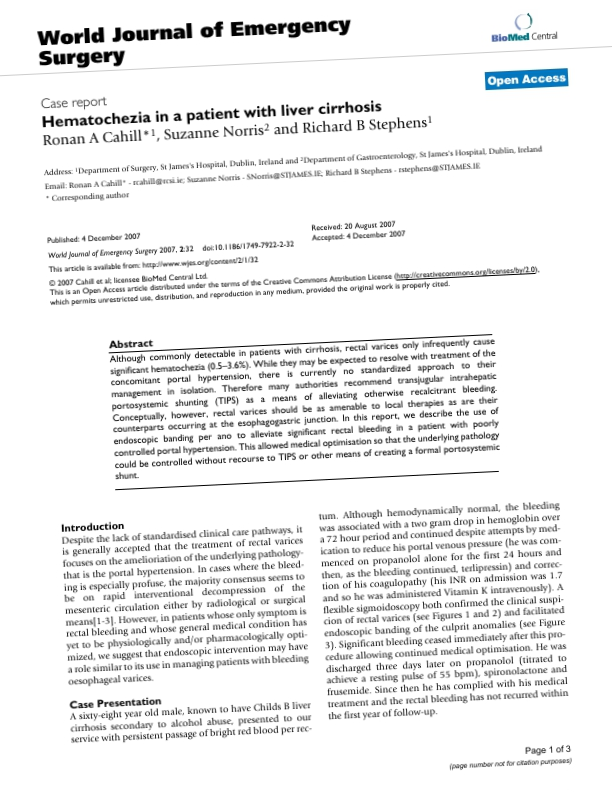 World Journal of Emergency
Surgery
BioMed Central
Open Access
Case report
Hematochezia in a patient with liver cirrhosis
Ronan A Cahill*1, Suzanne Norris2 and Richard B Stephens1
Address: 1Department of Surgery, St James's Hospital, Dublin, Ireland and 2Department of Gastroenterology, St James's Hospital, Dublin, Ireland
Email: Ronan A Cahill* - rcahill@rcsi.ie; Suzanne Norris - SNorris@STJAMES.IE; Richard B Stephens - rstephens@STJAMES.IE
* Corresponding author
Published: 4 December 2007
World Journal of Emergency Surgery 2007, 2:32 doi:10.1186/1749-7922-2-32
This article is available from: http://www.wjes.org/content/2/1/32
Received: 20 August 2007
Accepted: 4 December 2007
© 2007 Cahill et al; licensee BioMed Central Ltd.
This is an Open Access article distributed under the terms of the Creative Commons Attribution License (http://creativecommons.org/licenses/by/2.0),
which permits unrestricted use, distribution, and reproduction in any medium, provided the original work is properly cited.
Abstract
Although commonly detectable in patients with cirrhosis, rectal varices only infrequently cause
significant hematochezia (0.5–3.6%). While they may be expected to resolve with treatment of the
concomitant portal hypertension, there is currently no standardized approach to their
management in isolation. Therefore many authorities recommend transjugular intrahepatic
portosystemic shunting (TIPS) as a means of alleviating otherwise recalcitrant bleeding.
Conceptually, however, rectal varices should be as amenable to local therapies as are their
counterparts occurring at the esophagogastric junction. In this report, we describe the use of
endoscopic banding per ano to alleviate significant rectal bleeding in a patient with poorly
controlled portal hypertension. This allowed medical optimisation so that the underlying pathology
could be controlled without recourse to TIPS or other means of creating a formal portosystemic
shunt.
Introduction
Despite the lack of standardised clinical care pathways, it
is generally accepted that the treatment of rectal varices
focuses on the amelioration of the underlying pathology-
that is the portal hypertension. In cases where the bleed-
ing is especially profuse, the majority consensus seems to
be on rapid interventional decompression of the
mesenteric circulation either by radiological or surgical
means[1-3]. However, in patients whose only symptom is
rectal bleeding and whose general medical condition has
yet to be physiologically and/or pharmacologically opti-
mized, we suggest that endoscopic intervention may have
a role similar to its use in managing patients with bleeding
oesophageal varices.
Case Presentation
A sixty-eight year old male, known to have Childs B liver
cirrhosis secondary to alcohol abuse, presented to our
service with persistent passage of bright red blood per rec-
tum. Although hemodynamically normal, the bleeding
was associated with a two gram drop in hemoglobin over
a 72 hour period and continued despite attempts by med-
ication to reduce his portal venous pressure (he was com-
menced on propanolol alone for the first 24 hours and
then, as the bleeding continued, terlipressin) and correc-
tion of his coagulopathy (his INR on admission was 1.7
and so he was administered Vitamin K intravenously). A
flexible sigmoidoscopy both confirmed the clinical suspi-
cion of rectal varices (see Figures 1 and 2) and facilitated
endoscopic banding of the culprit anomalies (see Figure
3). Significant bleeding ceased immediately after this pro-
cedure allowing continued medical optimisation. He was
discharged three days later on propanolol (titrated to
achieve a resting pulse of 55 bpm), spironolactone and
frusemide. Since then he has complied with his medical
treatment and the rectal bleeding has not recurred within
the first year of follow-up.
Page 1 of 3
(page number not for citation purposes)